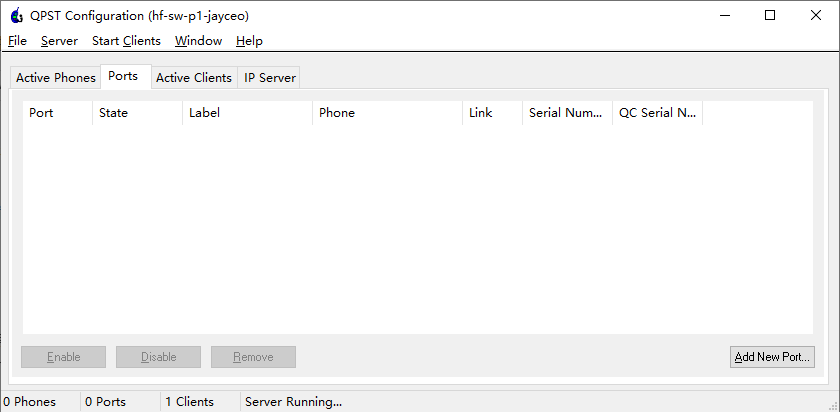 QPST Configuration (hf-sw-p1-jayceo)
File Server Start Clients Window Help
Active Phones Ports Active Clients IP Server
Port State Label Phone Link Serial Num... QC Serial N...
Enable Disable Remove Add New Port...
0 Phones 0 Ports 1 Clients Server Running...